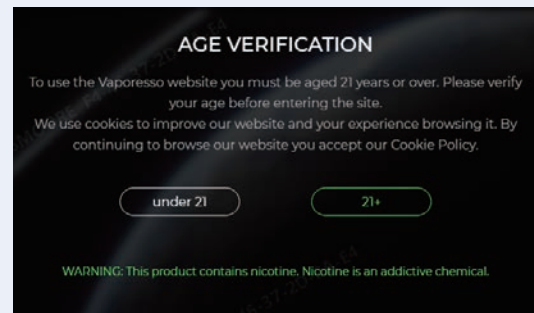 AGE VERIFICATION
To use the Vaporesso website you must be aged 21 years or over. Please verify
your age before entering the site.
We use cookies to improve our website and your experience browsing it. By
continuing to browse our website you accept our Cookie Policy.
under 21
21+
WARNING: This product contains nicotine. Nicotine is an addictive chemical.